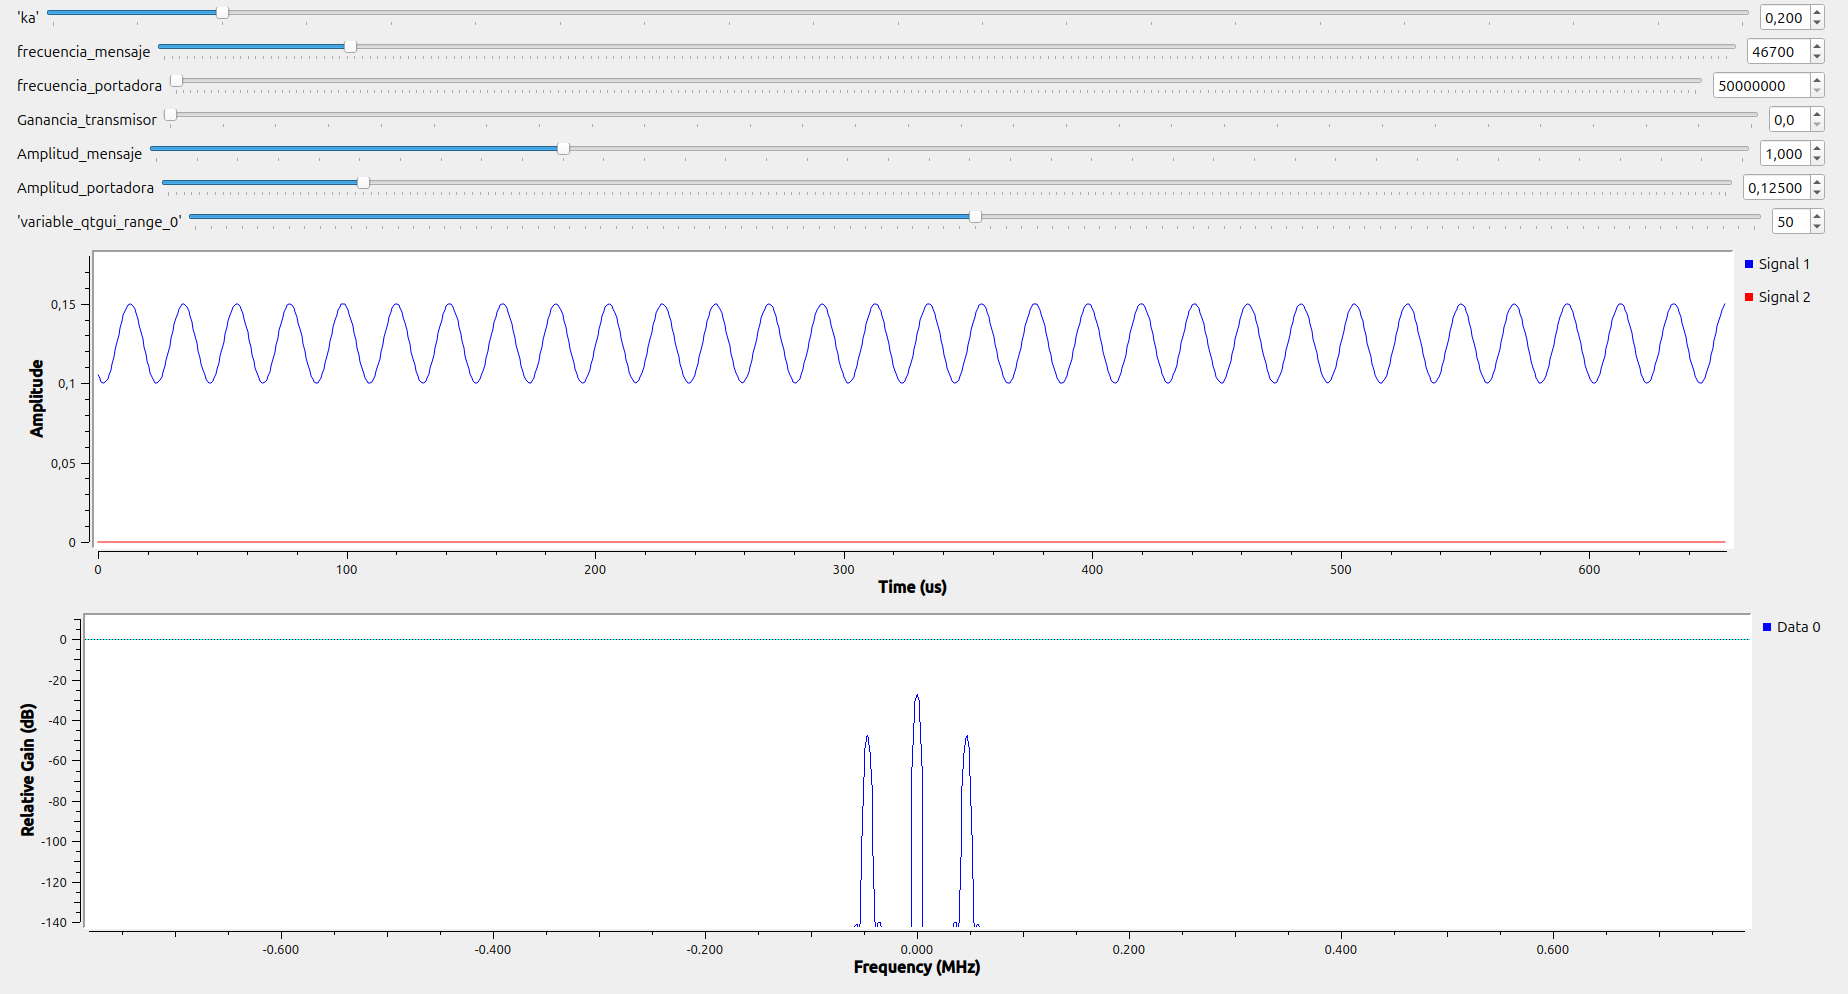 'ka' 0,200
frecuencia_mensaje 46700
frecuencia_portadora 50000000
Ganancia_transmisor 0,0
Amplitud_mensaje 1,000
Amplitud_portadora 0,12500
'variable_qtgui_range_0' 50
Signal 1
Signal 2
0,15
0,1
0,05
0
Amplitude
0 100 200 300 400 500 600
Time (us)
Data 0
0
-20
-40
-60
-80
-100
-120
-140
Relative Gain (dB)
-0.600 -0.400 -0.200 0.000 0.200 0.400 0.600
Frequency (MHz)